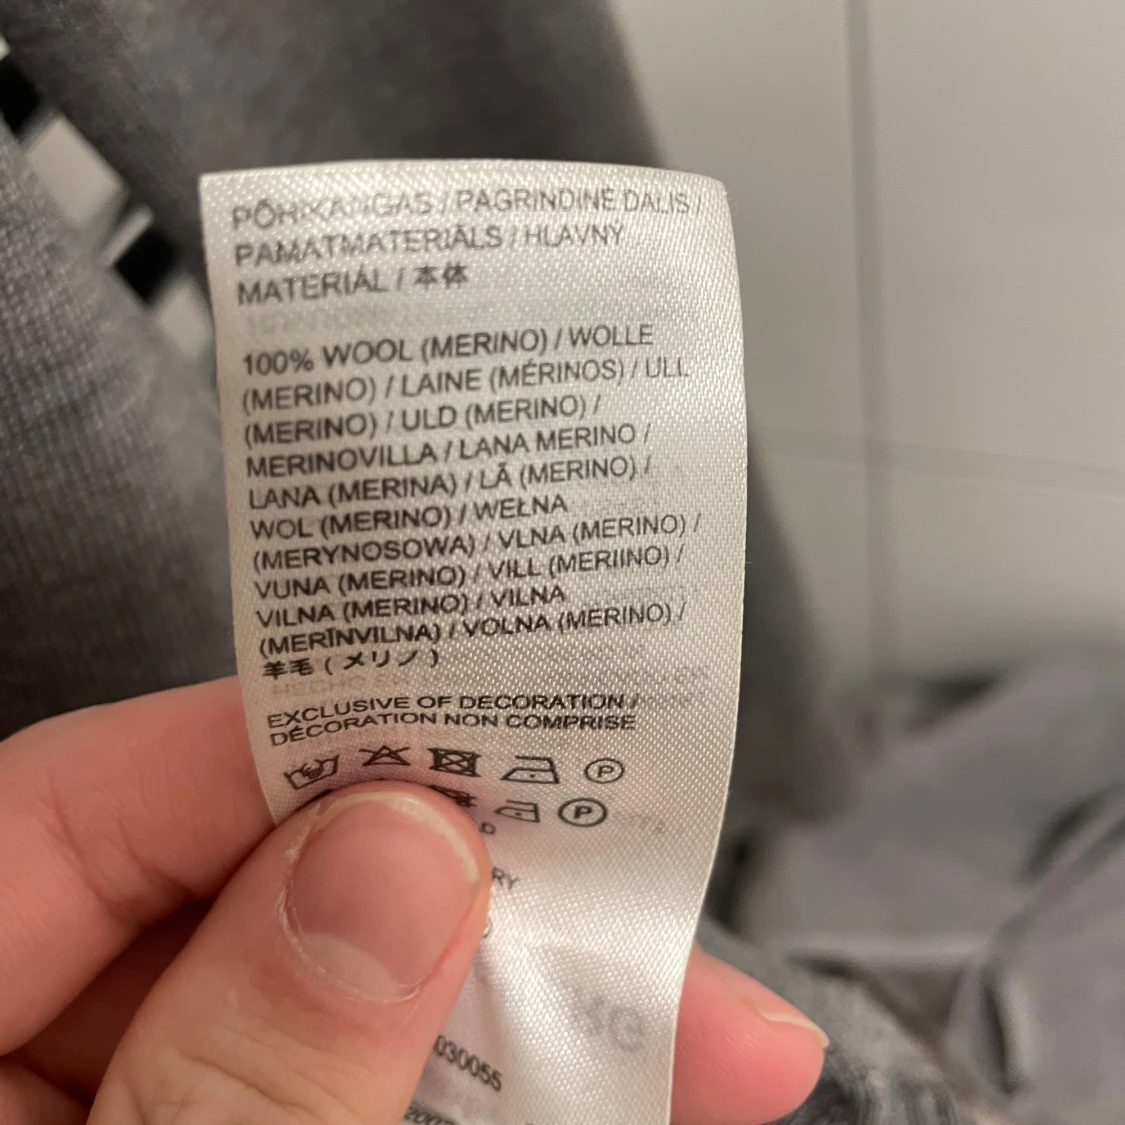 PÕHIKANGAS / PAGRINDINĖ DALIS /
PAMATMATERIĀLS / HLAVNÝ
MATERIÁL / 本体
100% WOOL (MERINO) / WOLLE
(MERINO) / LAINE (MÉRINOS) / ULL
(MERINO) / ULD (MERINO) /
MERINOVILLA / LANA MERINO /
LANA (MERINA) / LÃ (MERINO) /
WOL (MERINO) / WEŁNA
(MERYNOSOWA) / VLNA (MERINO) /
VUNA (MERINO) / VILL (MERIINO) /
VILNA (MERINO) / VILNA
(MERĪNVILNA) / VOLNA (MERINO) /
羊毛 ( メリノ )
EXCLUSIVE OF DECORATION /
DÉCORATION NON COMPRISE
P
P
D
RY
030055